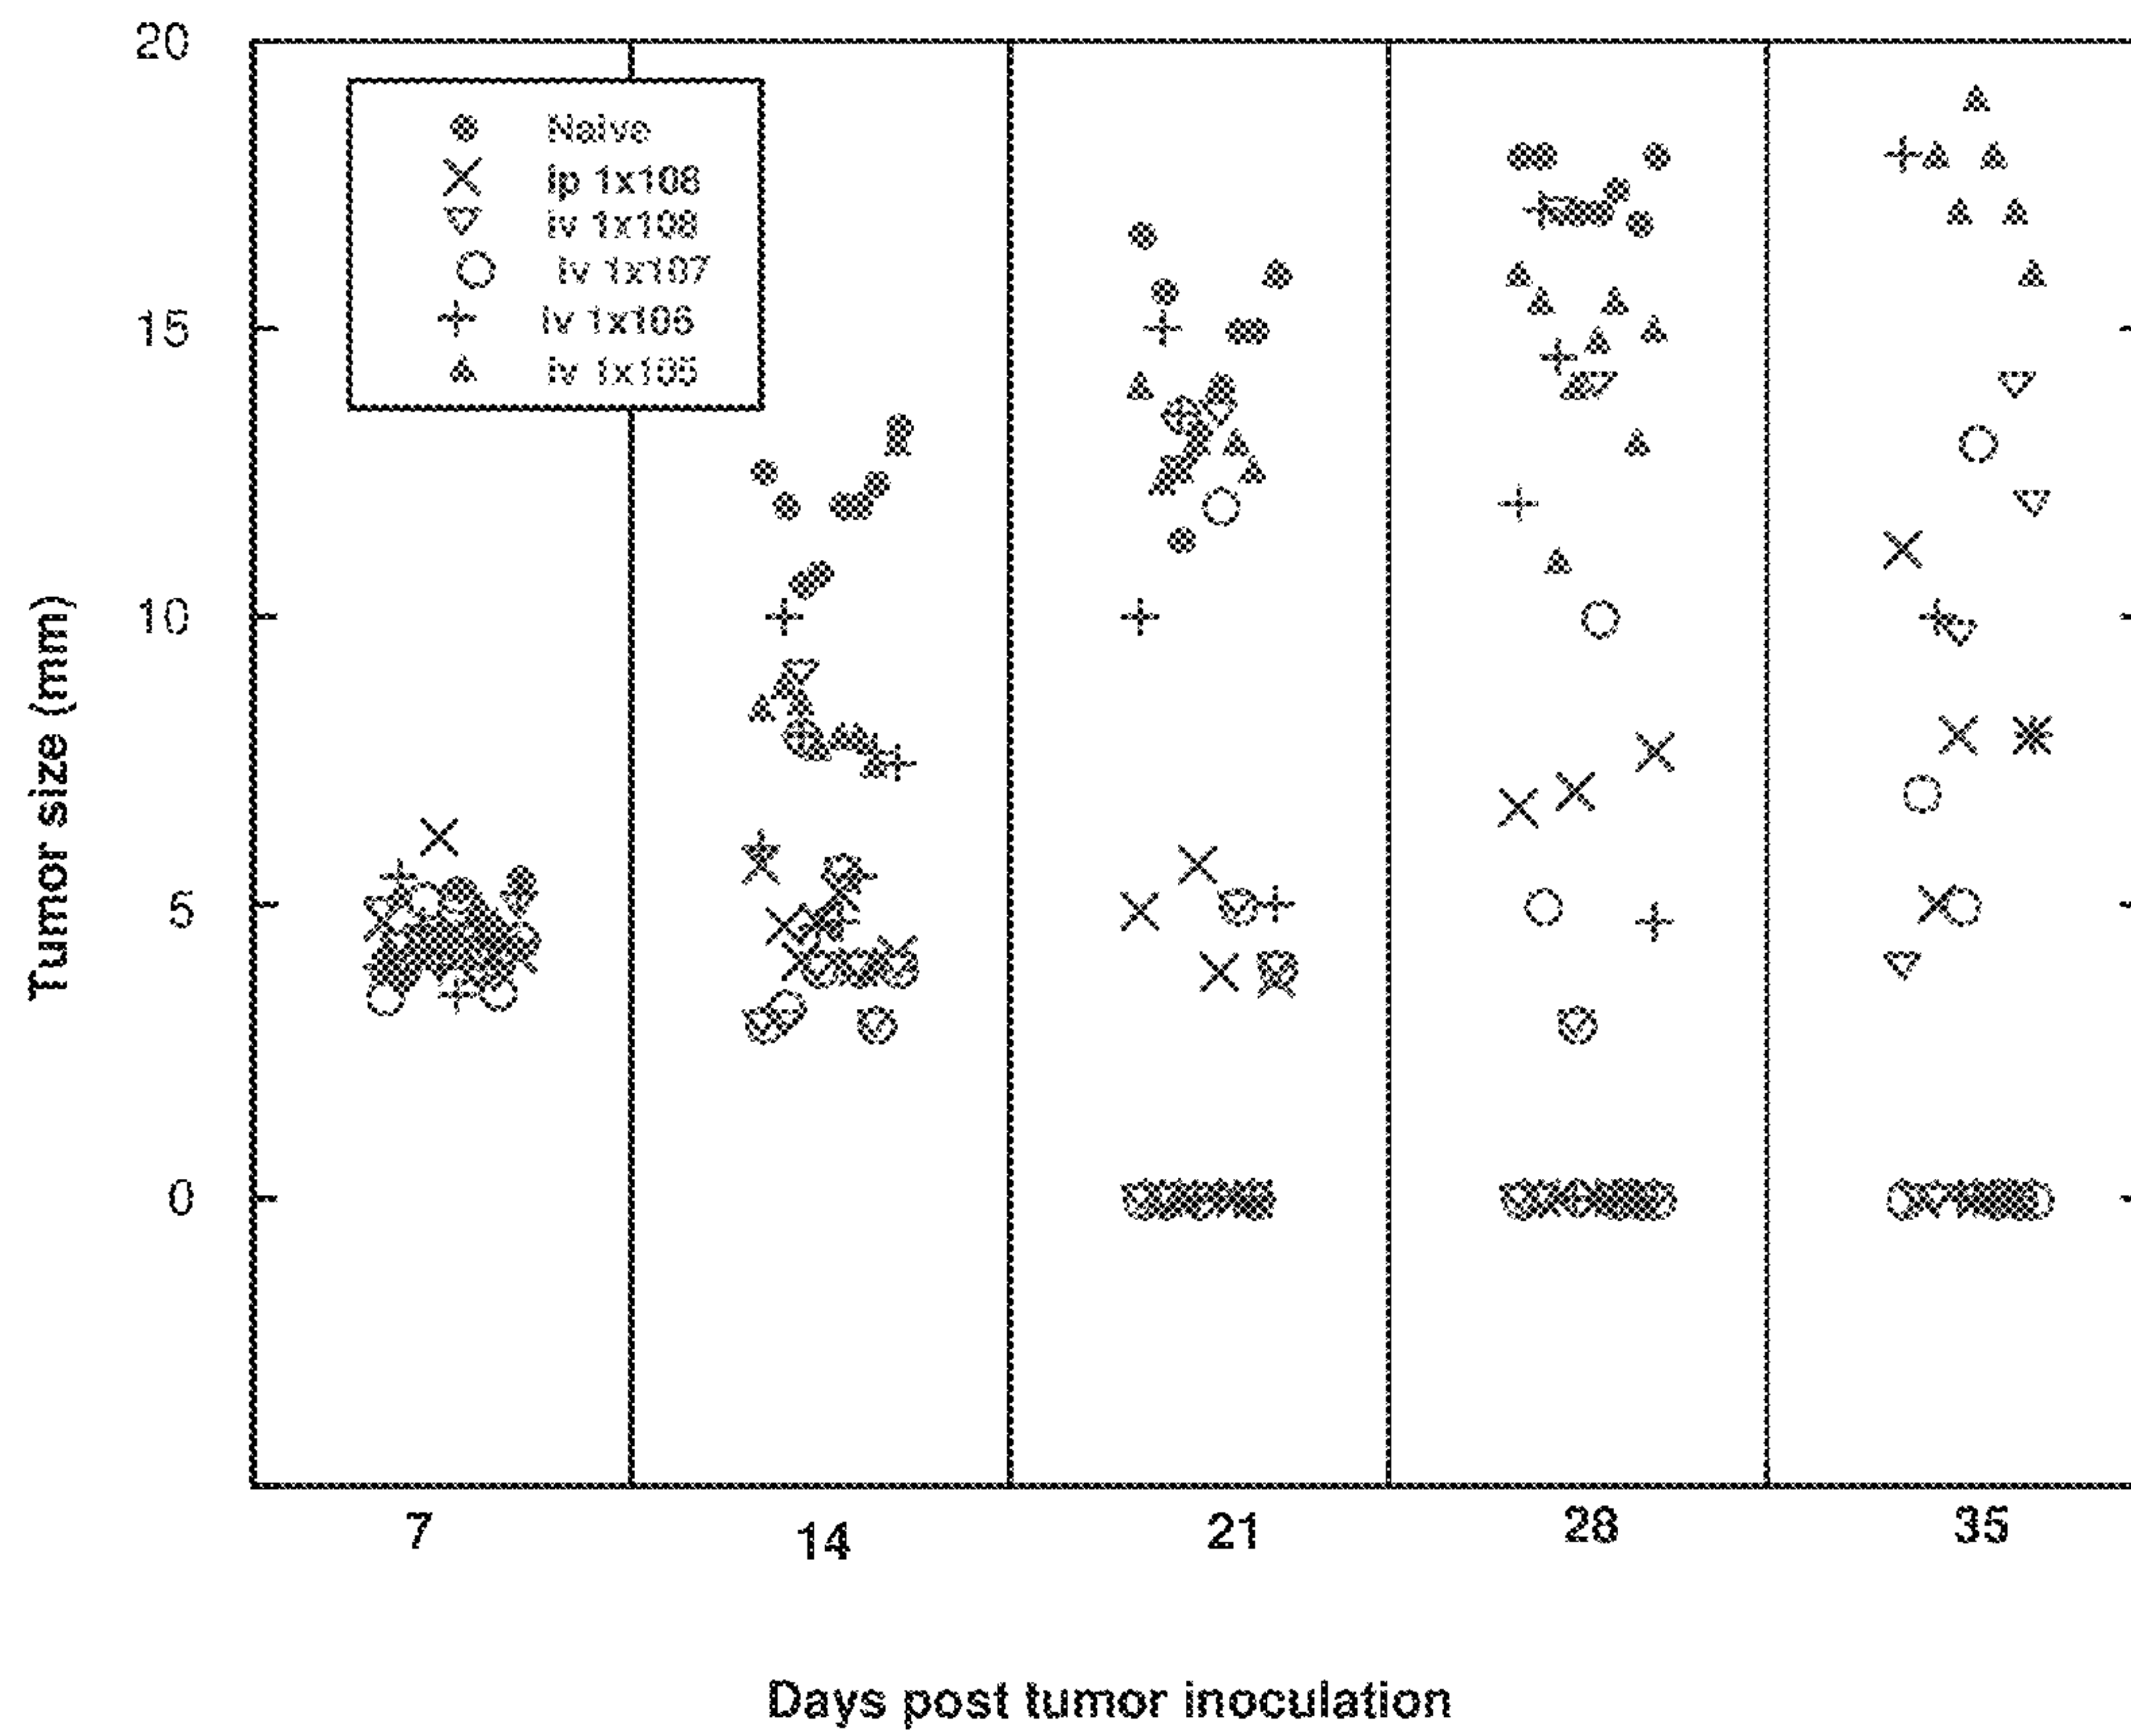 20
15
10
5
0
Tumor size (mm)
Naive
ip 1x108
iv 1x108
iv 1x107
iv 1x106
iv 1x105
7
14
21
28
35
Days post tumor inoculation